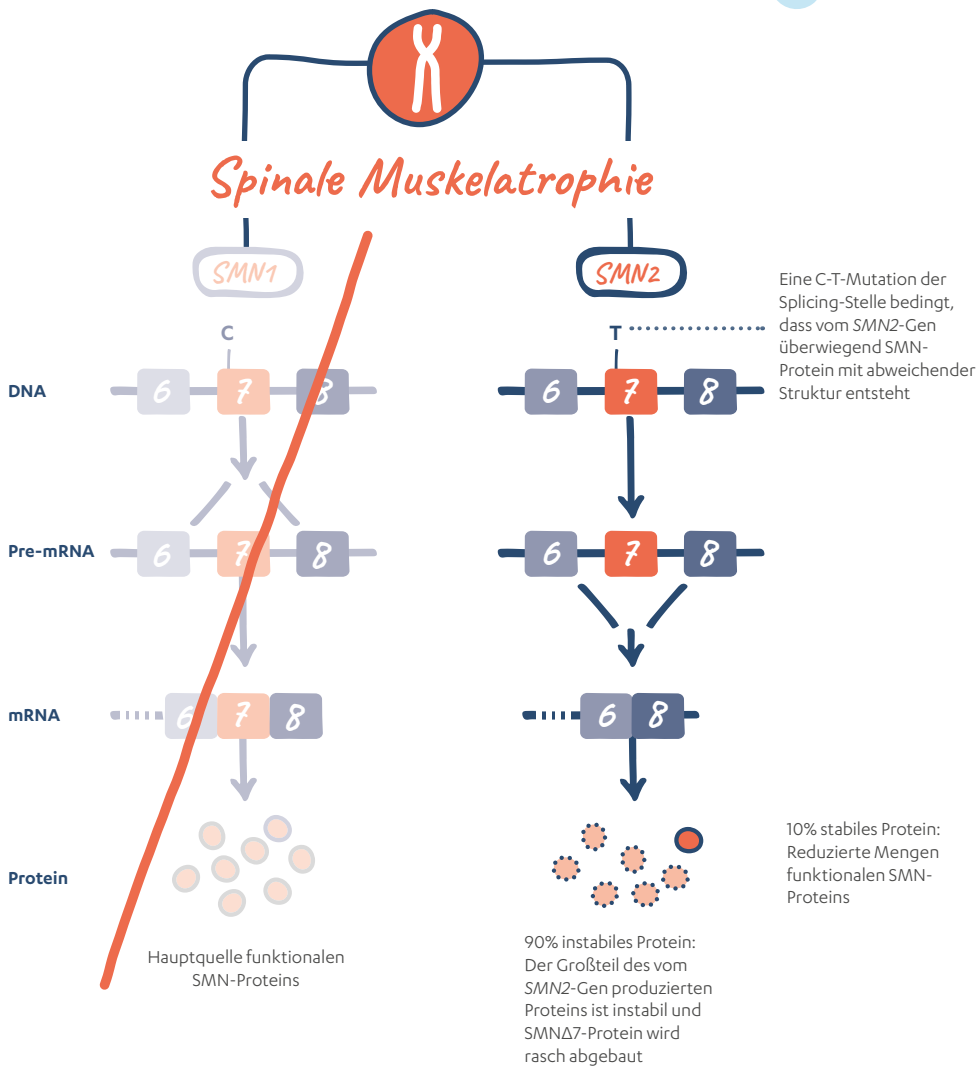 Spinale Muskelatrophie
SMN1
SMN2
Eine C-T-Mutation der
Splicing-Stelle bedingt,
dass vom SMN2-Gen
überwiegend SMN-
Protein mit abweichender
Struktur entsteht
C
T
DNA
6 7 8
6 7 8
Pre-mRNA
6 7 8
6 7 8
mRNA
6 7 8
6 8
Protein
10% stabiles Protein:
Reduzierte Mengen
funktionalen SMN-
Proteins
Hauptquelle funktionalen
SMN-Proteins
90% instabiles Protein:
Der Großteil des vom
SMN2-Gen produzierten
Proteins ist instabil und
SMNΔ7-Protein wird
rasch abgebaut